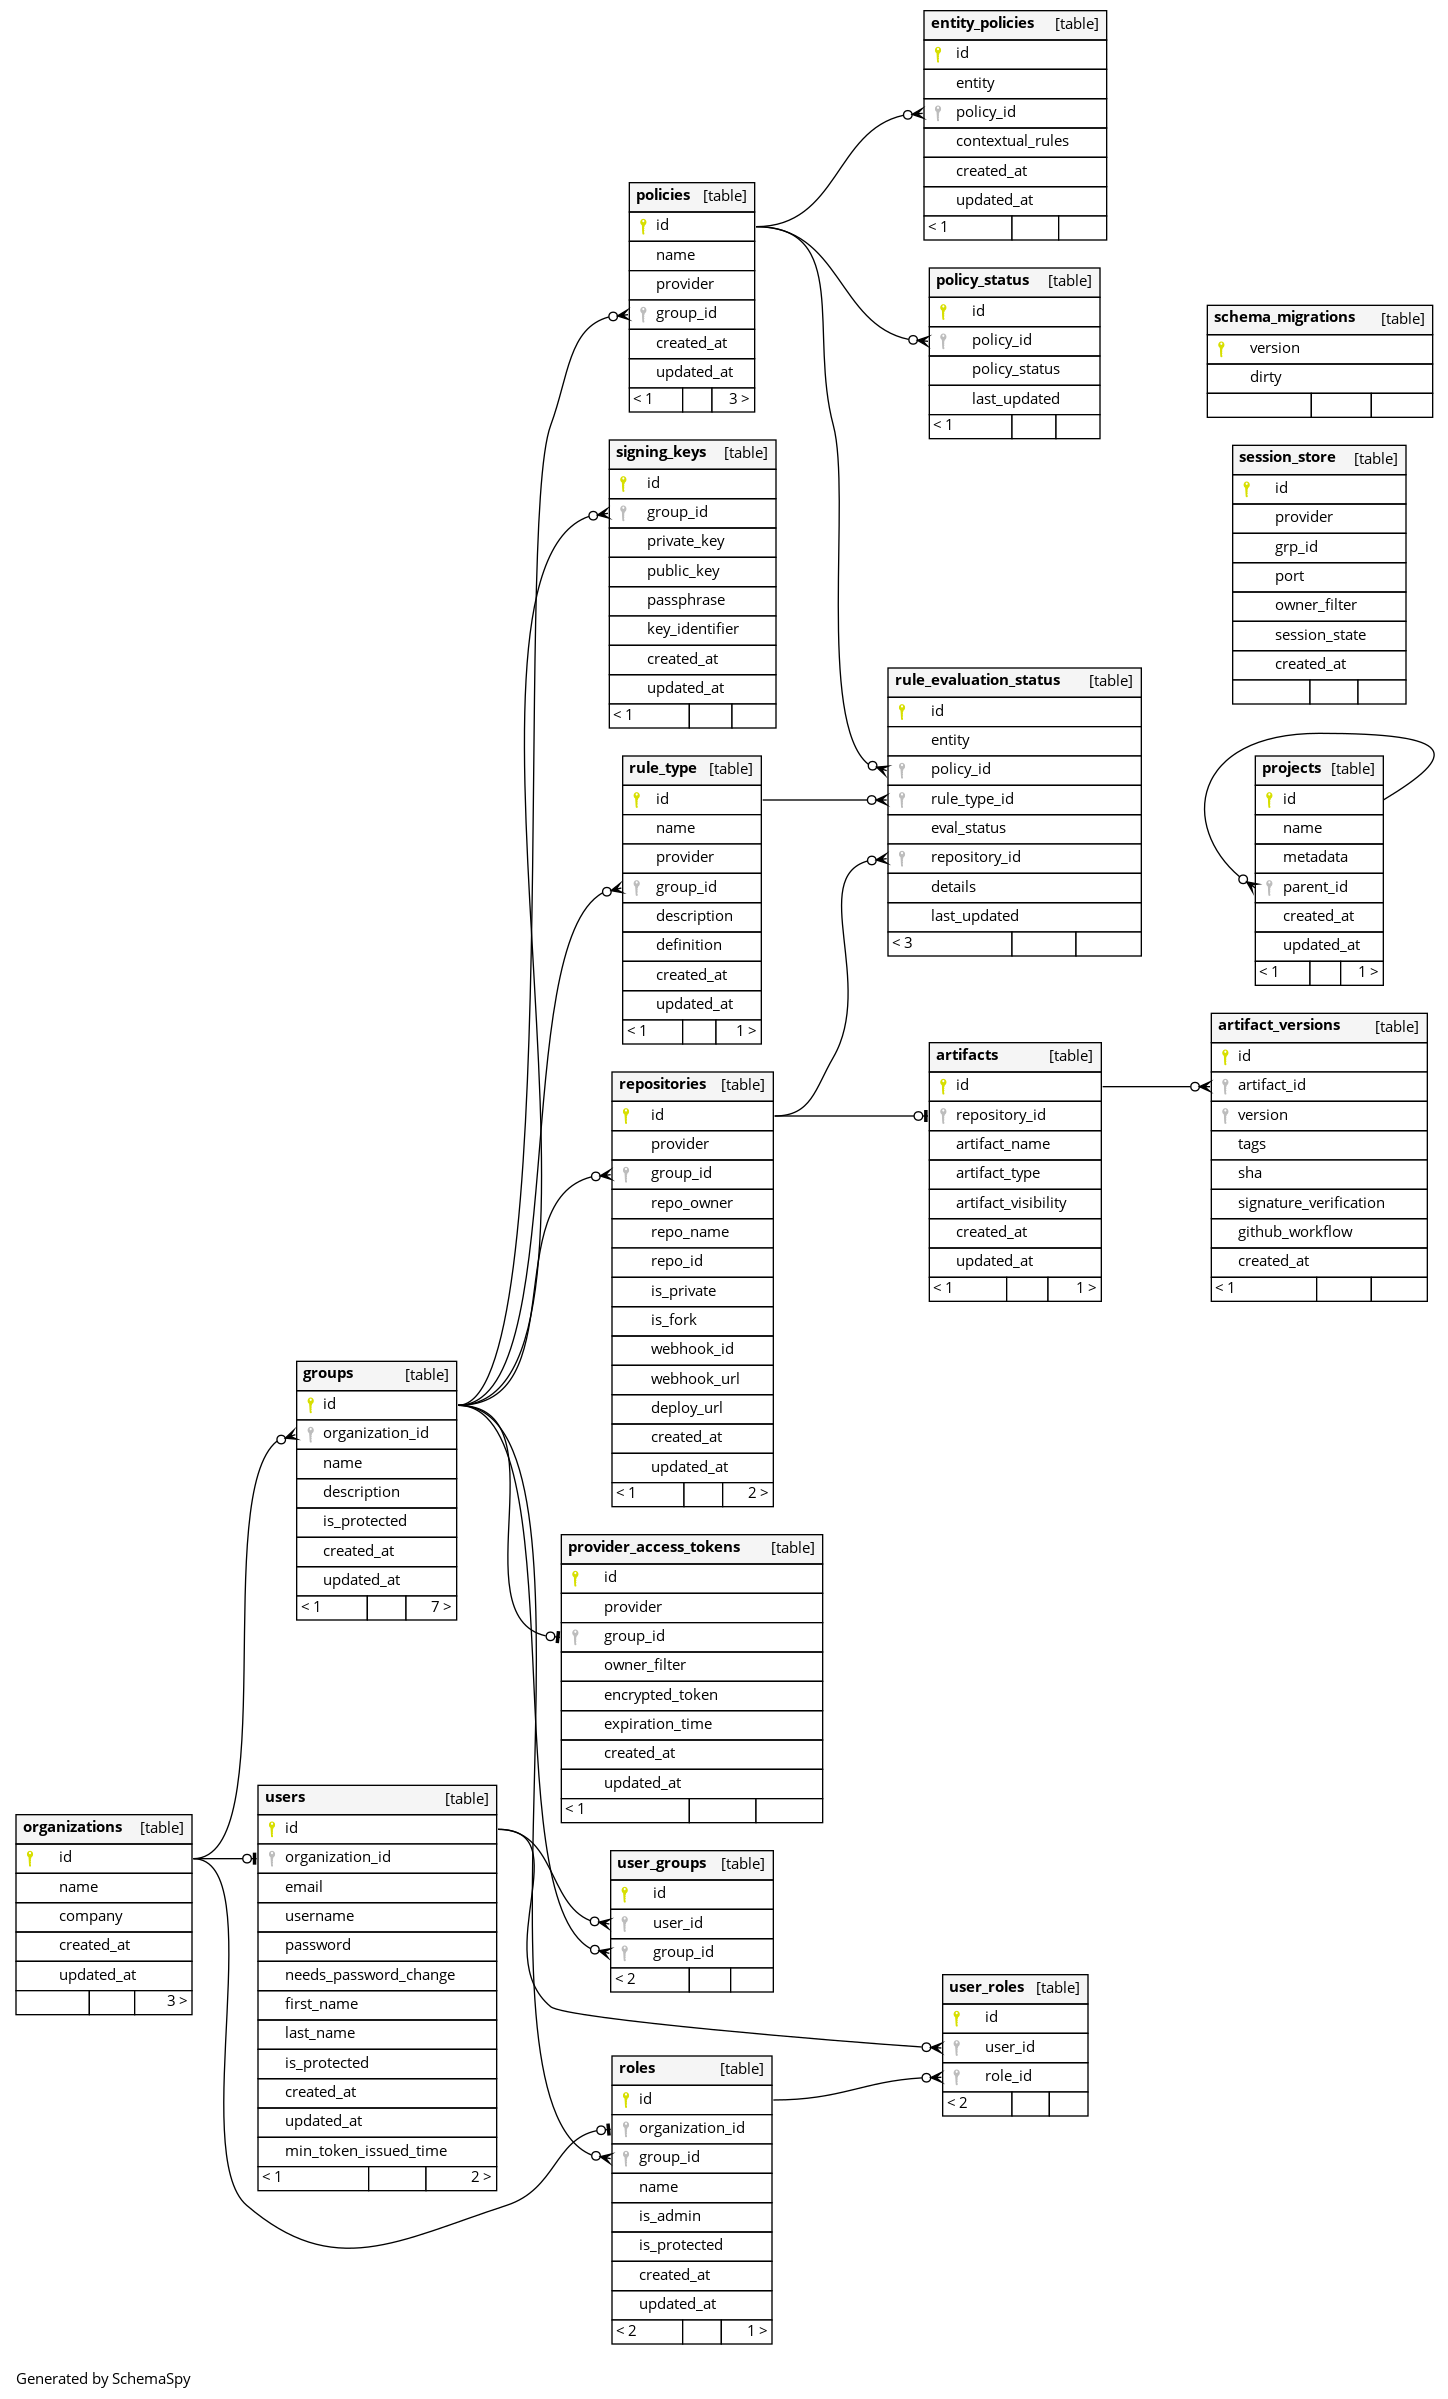 entity_policies [table]
id
entity
policy_id
contextual_rules
created_at
updated_at
< 1
policies [table]
id
name
provider
group_id
created_at
updated_at
< 1 3 >
policy_status [table]
id
policy_id
policy_status
last_updated
< 1
schema_migrations [table]
version
dirty
signing_keys [table]
id
group_id
private_key
public_key
passphrase
key_identifier
created_at
updated_at
< 1
session_store [table]
id
provider
grp_id
port
owner_filter
session_state
created_at
rule_evaluation_status [table]
id
entity
policy_id
rule_type_id
eval_status
repository_id
details
last_updated
< 3
rule_type [table]
id
name
provider
group_id
description
definition
created_at
updated_at
< 1 1 >
projects [table]
id
name
metadata
parent_id
created_at
updated_at
< 1 1 >
artifact_versions [table]
id
artifact_id
version
tags
sha
signature_verification
github_workflow
created_at
< 1
artifacts [table]
id
repository_id
artifact_name
artifact_type
artifact_visibility
created_at
updated_at
< 1 1 >
repositories [table]
id
provider
group_id
repo_owner
repo_name
repo_id
is_private
is_fork
webhook_id
webhook_url
deploy_url
created_at
updated_at
< 1 2 >
groups [table]
id
organization_id
name
description
is_protected
created_at
updated_at
< 1 7 >
provider_access_tokens [table]
id
provider
group_id
owner_filter
encrypted_token
expiration_time
created_at
updated_at
< 1
users [table]
id
organization_id
email
username
password
needs_password_change
first_name
last_name
is_protected
created_at
updated_at
min_token_issued_time
< 1 2 >
organizations [table]
id
name
company
created_at
updated_at
3 >
user_groups [table]
id
user_id
group_id
< 2
user_roles [table]
id
user_id
role_id
< 2
roles [table]
id
organization_id
group_id
name
is_admin
is_protected
created_at
updated_at
< 2 1 >
Generated by SchemaSpy